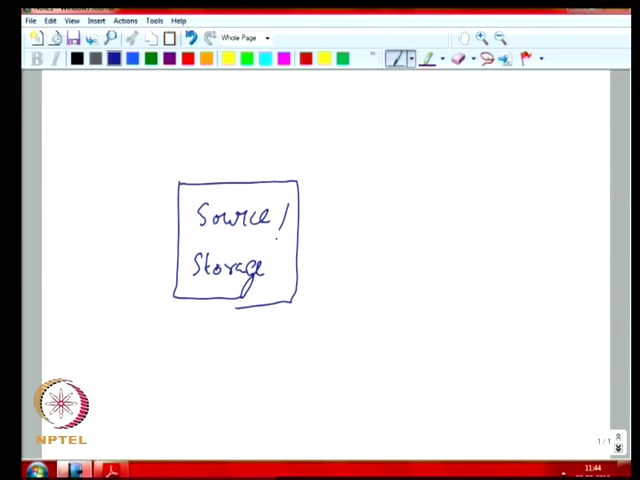 File Edit View Insert Actions Tools Help
Whole Page
B I
Source /
Storage
NPTEL
1/1
11:44